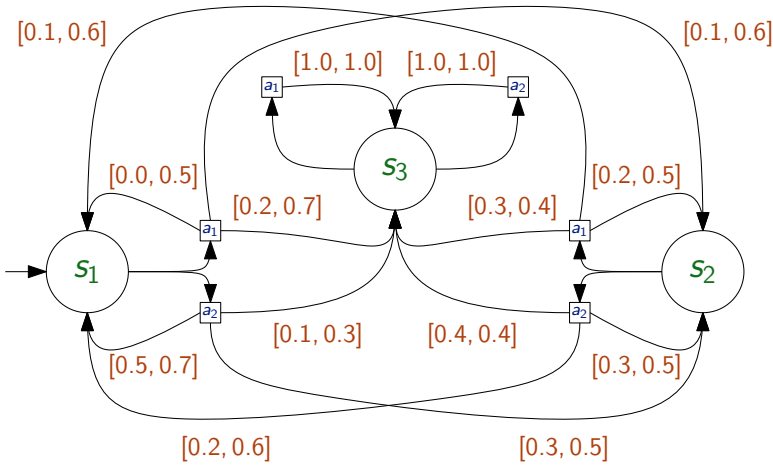 [0.1, 0.6]
[0.1, 0.6]
[1.0, 1.0]
[1.0, 1.0]
a1
a2
s3
[0.0, 0.5]
[0.2, 0.7]
[0.3, 0.4]
[0.2, 0.5]
a1
a1
s1
s2
a2
a2
[0.1, 0.3]
[0.4, 0.4]
[0.5, 0.7]
[0.3, 0.5]
[0.2, 0.6]
[0.3, 0.5]